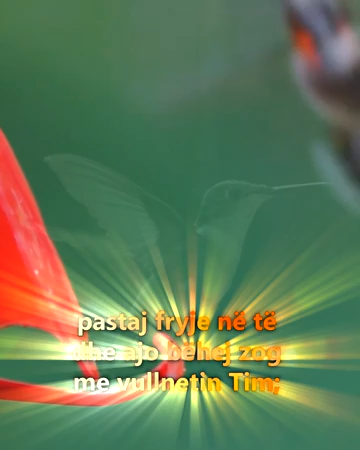 pastaj fryje në të
dhe ajo bëhej zog
me vullnetin Tim;